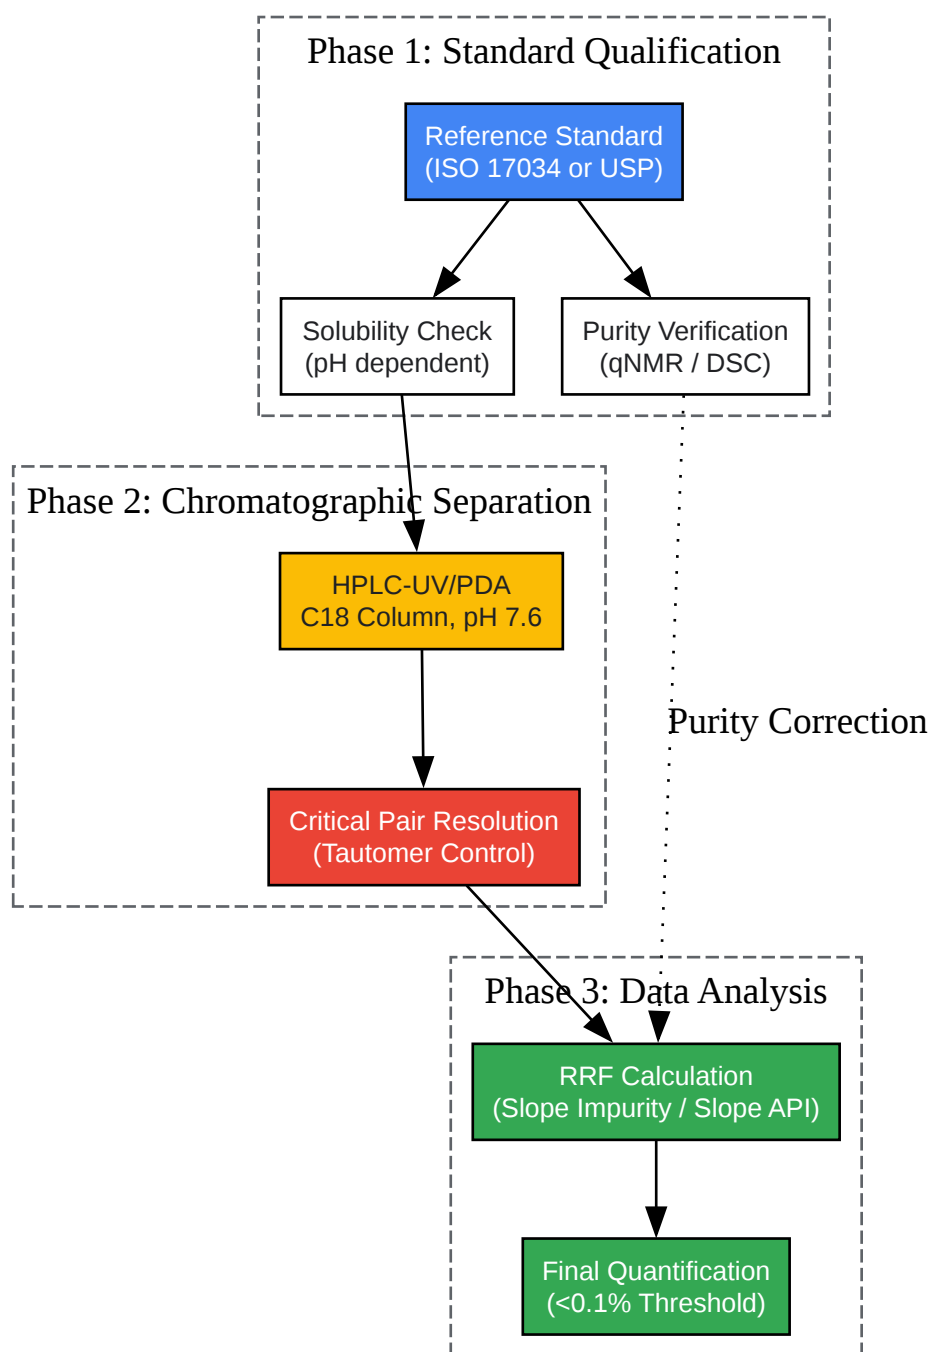 Phase 1: Standard Qualification
Reference Standard
(ISO 17034 or USP)
Solubility Check
(pH dependent)
Purity Verification
(qNMR / DSC)
Phase 2: Chromatographic Separation
HPLC-UV/PDA
C18 Column, pH 7.6
Purity Correction
Critical Pair Resolution
(Tautomer Control)
Phase 3: Data Analysis
RRF Calculation
(Slope Impurity / Slope API)
Final Quantification
(<0.1% Threshold)